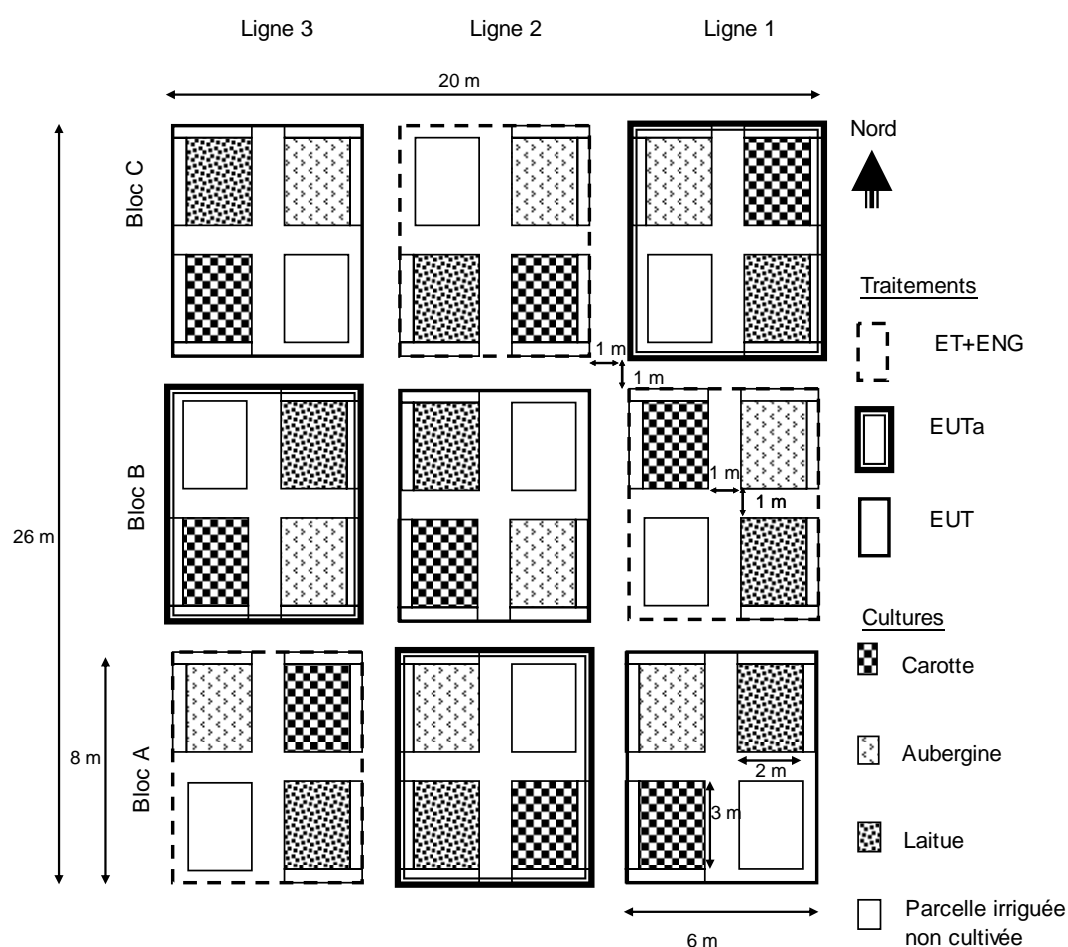 Ligne 3
Ligne 2
Ligne 1
20 m
Nord
Bloc C
Traitements
ET+ENG
1 m
1 m
EUTa
1 m
1 m
Bloc B
EUT
26 m
Cultures
Carotte
8 m
Bloc A
Aubergine
2 m
3 m
Laitue
Parcelle irriguée
non cultivée
6 m